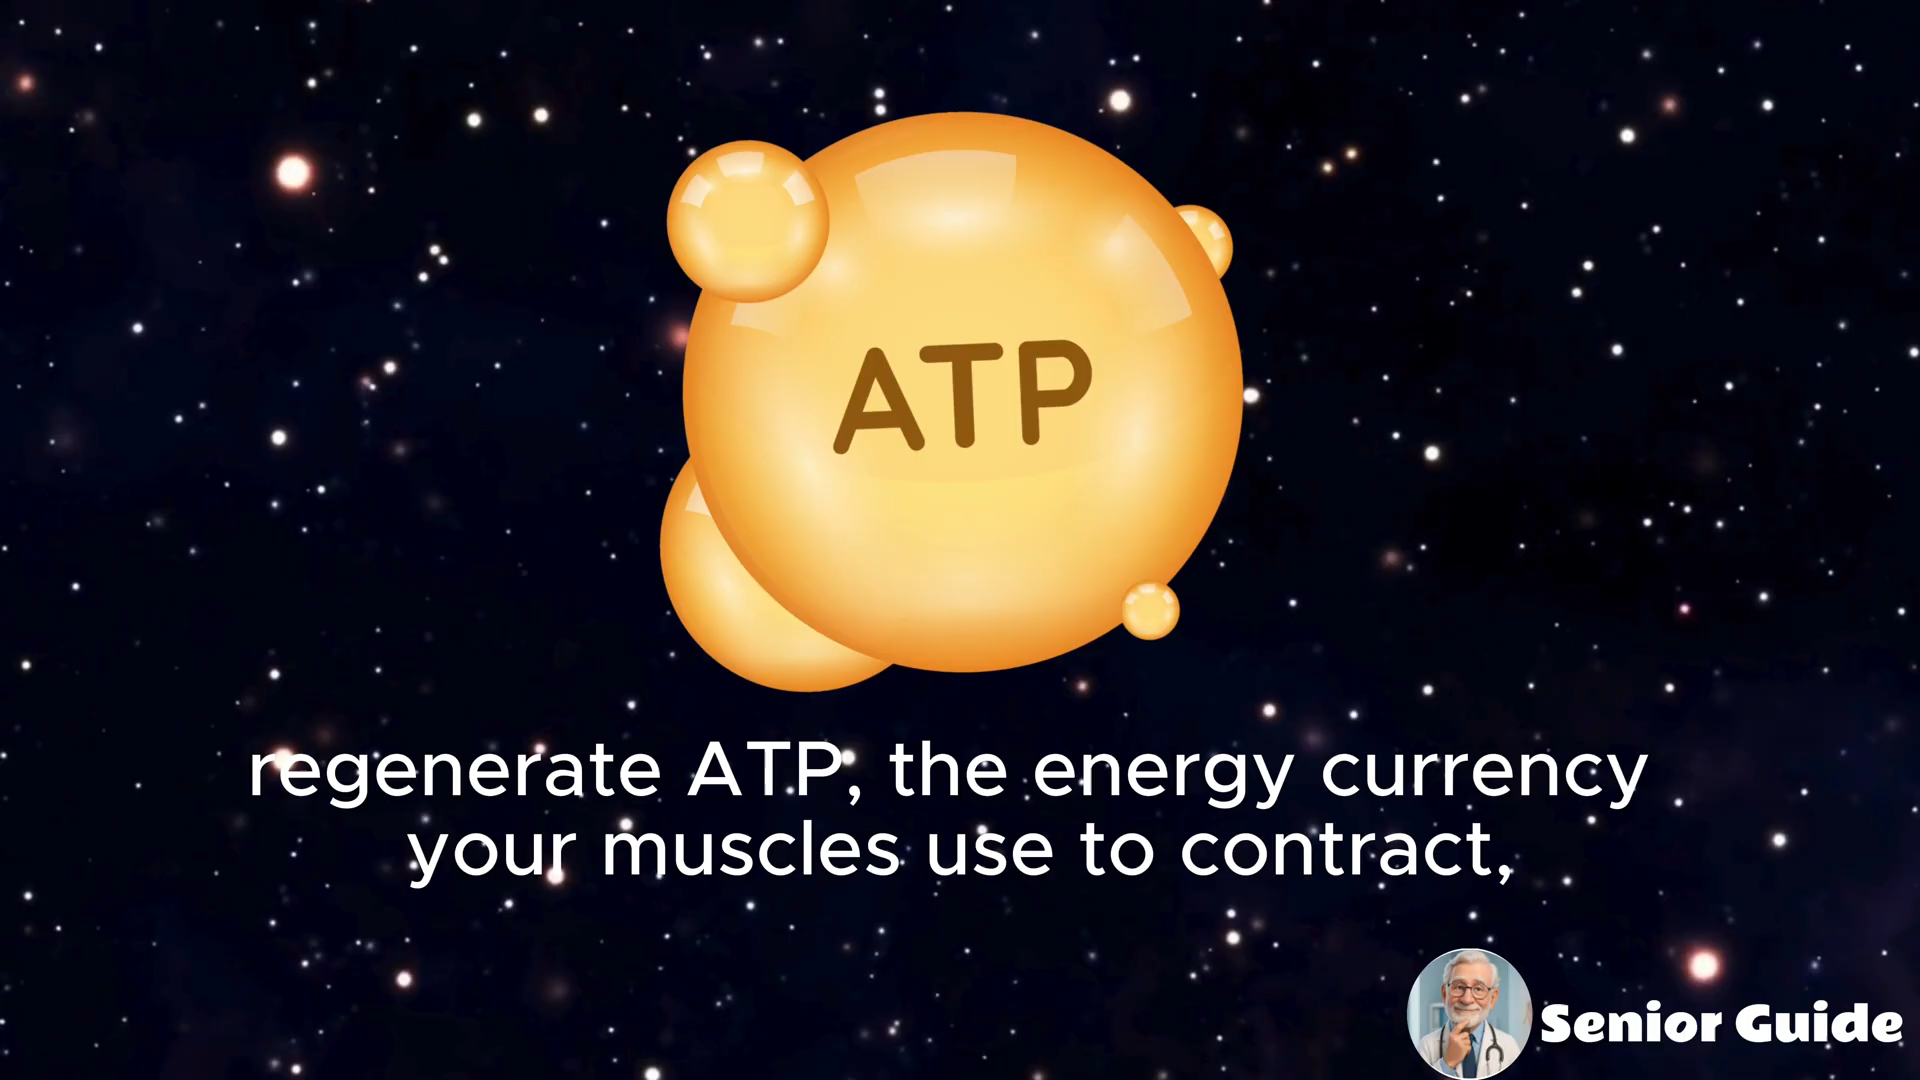 ATP
regenerate ATP, the energy currency
your muscles use to contract,
Senior Guide